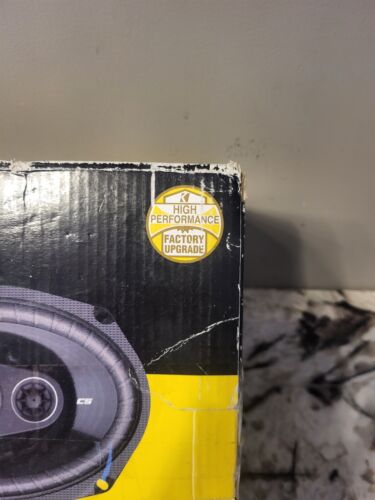 K
HIGH
PERFORMANCE
FACTORY
UPGRADE
CS